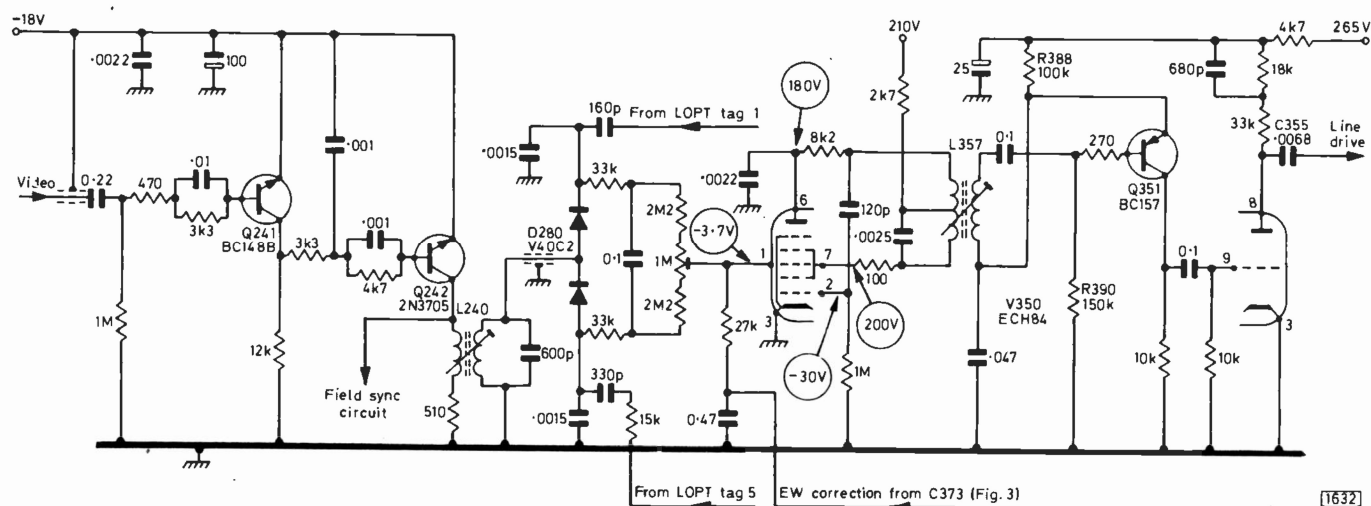 -18V
.0022
100
Video
0.22
470
.01
3k3
Q241
BC148B
1M
12k
.001
3k3
.001
4k7
Q242
2N3705
Field sync
circuit
L240
510
600p
.0015
160p
From LOPT tag 1
D280
V40C2
33k
33k
0.1
2M2
1M
2M2
330p
.0015
15k
From LOPT tag 5
-3.7V
27k
0.47
EW correction from C373 (Fig. 3)
180V
8k2
.0022
6
1
7
2
3
120p
100
200V
-30V
1M
210V
2k7
.0025
L357
0.1
.047
25
R388
100k
270
Q351
BC157
R390
150k
V350
ECH84
10k
0.1
10k
680p
18k
4k7
265V
33k
C355
.0068
Line
drive
8
9
3
1632